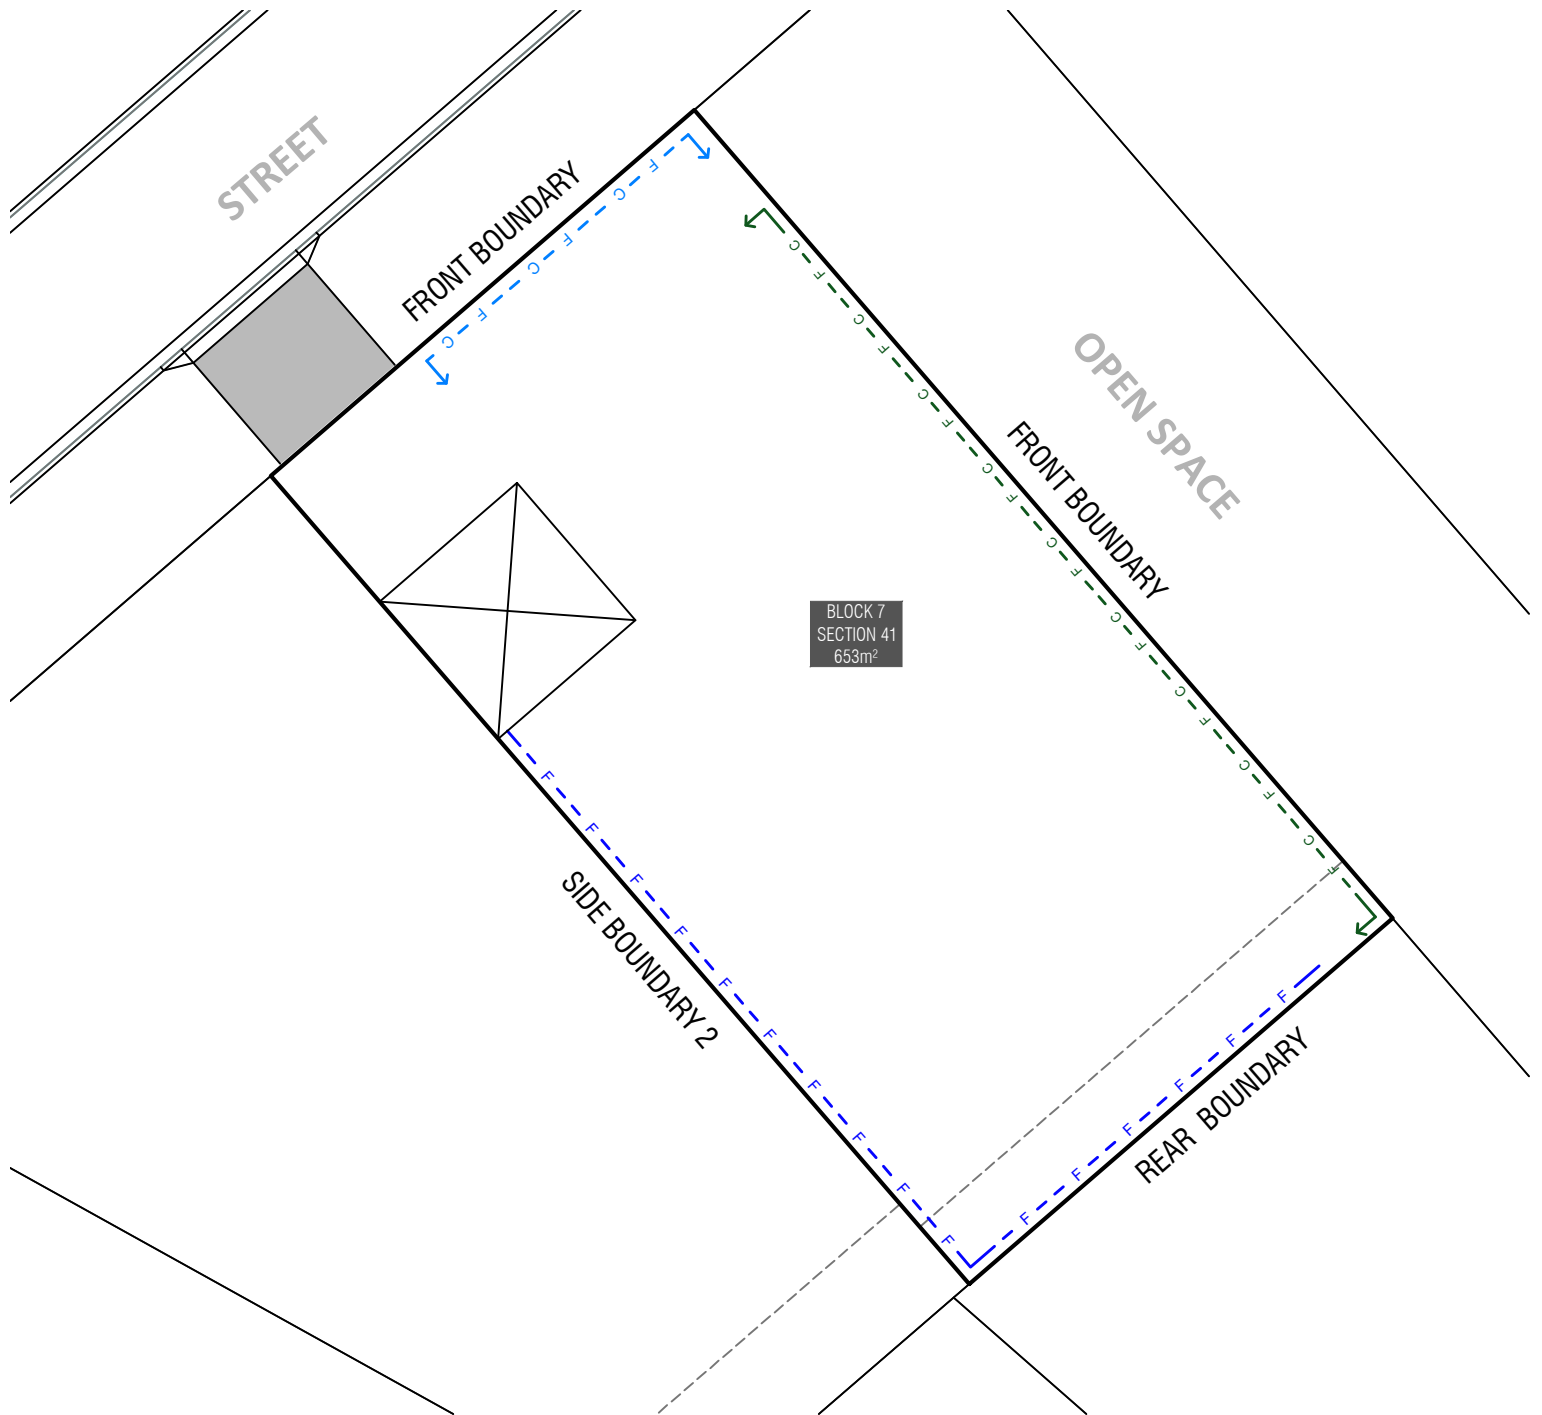 STREET
FRONT BOUNDARY
F C F C F C
C F C F C F C F C F C F C F C F C F
OPEN SPACE
FRONT BOUNDARY
BLOCK 7
SECTION 41
653m²
SIDE BOUNDARY 2
F F F F F F F F F F
F F F F F F
REAR BOUNDARY